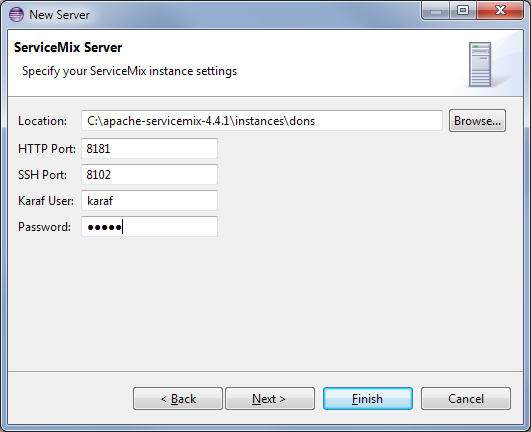 New Server
ServiceMix Server
Specify your ServiceMix instance settings
Location: C:\apache-servicemix-4.4.1\instances\dons Browse...
HTTP Port: 8181
SSH Port: 8102
Karaf User: karaf
Password: ●●●●●
< Back Next > Finish Cancel